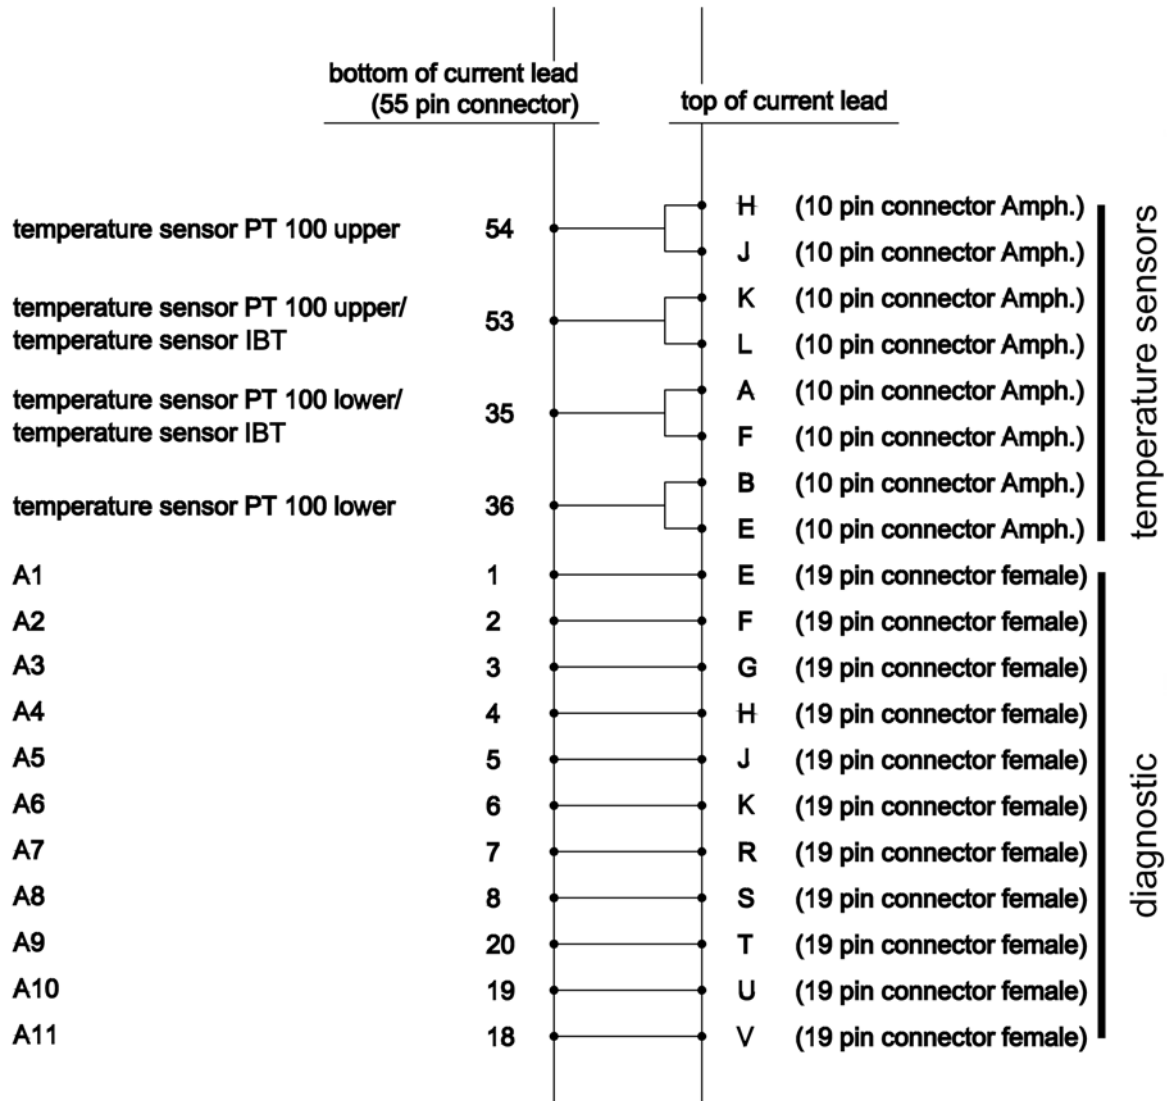 bottom of current lead
(55 pin connector)
top of current lead
temperature sensor PT 100 upper 54 H (10 pin connector Amph.)
J (10 pin connector Amph.)
temperature sensor PT 100 upper/
temperature sensor IBT 53 K (10 pin connector Amph.)
L (10 pin connector Amph.)
temperature sensor PT 100 lower/
temperature sensor IBT 35 A (10 pin connector Amph.)
F (10 pin connector Amph.)
temperature sensor PT 100 lower 36 B (10 pin connector Amph.)
E (10 pin connector Amph.)
temperature sensors
A1 1 E (19 pin connector female)
A2 2 F (19 pin connector female)
A3 3 G (19 pin connector female)
A4 4 H (19 pin connector female)
A5 5 J (19 pin connector female)
A6 6 K (19 pin connector female)
A7 7 R (19 pin connector female)
A8 8 S (19 pin connector female)
A9 20 T (19 pin connector female)
A10 19 U (19 pin connector female)
A11 18 V (19 pin connector female)
diagnostic